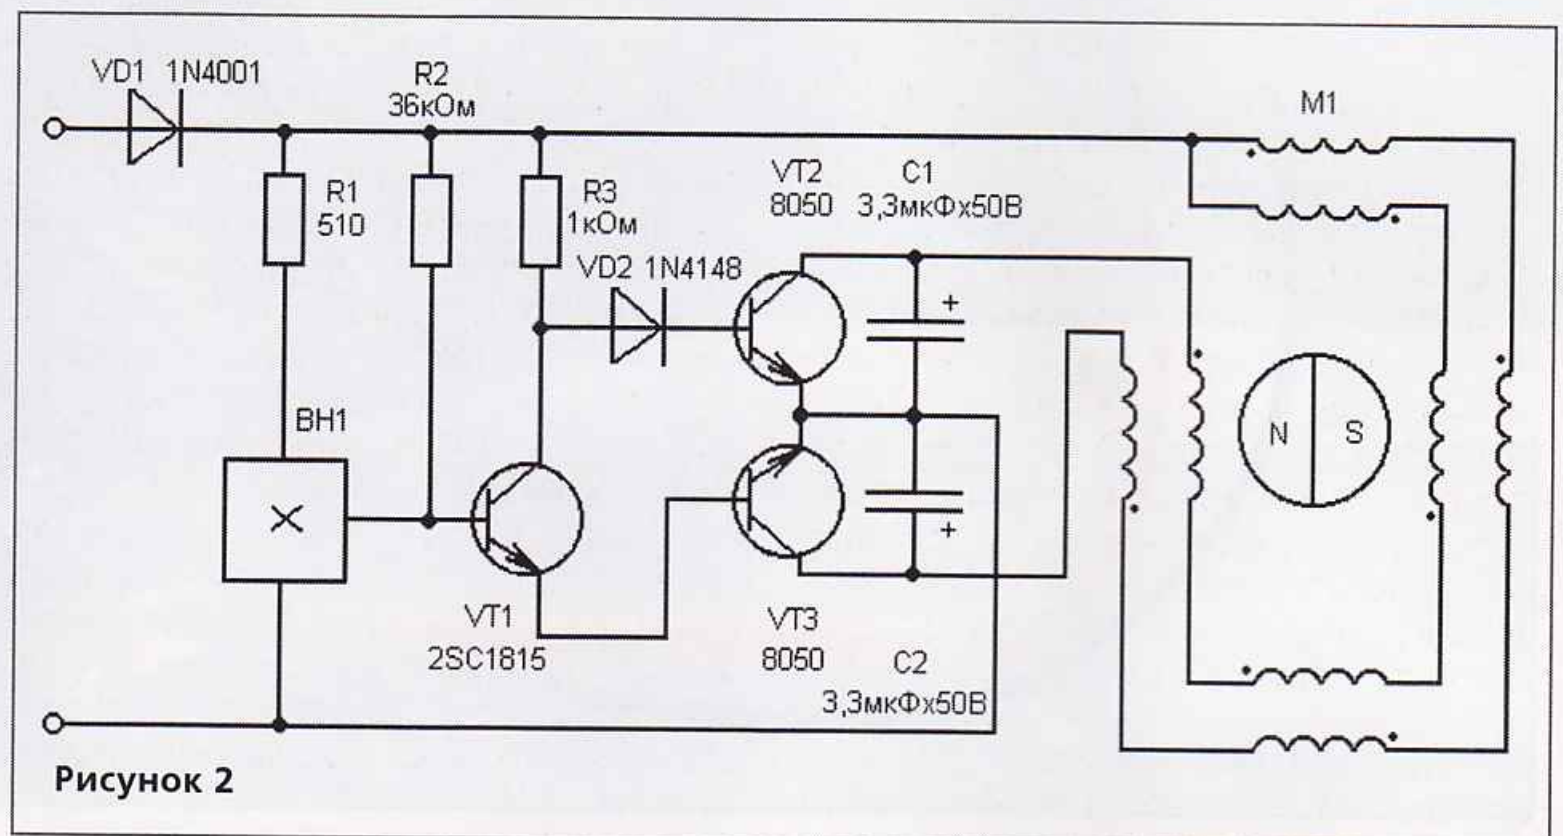 VD1 1N4001
R2
36кОм
M1
R1
510
R3
1кОм
VT2
8050
C1
3,3мкФх50В
VD2 1N4148
+
BH1
N
S
+
VT1
2SC1815
VT3
8050
C2
3,3мкФх50В
Рисунок 2